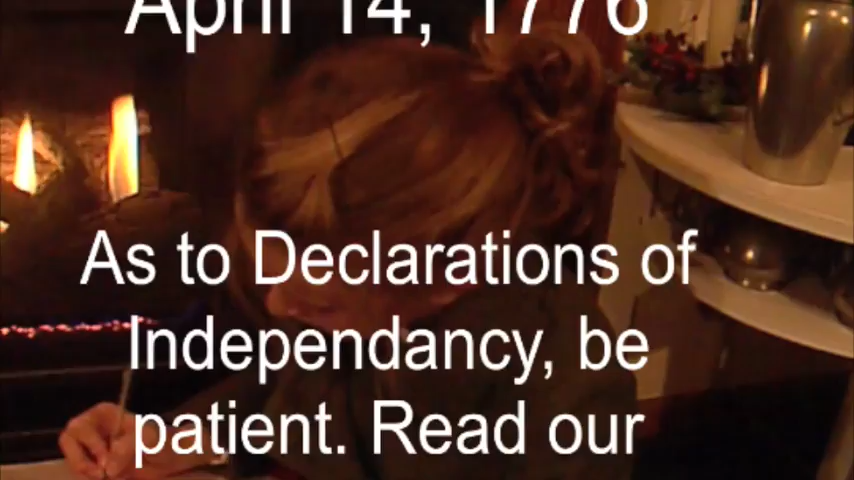 April 14, 1776
As to Declarations of
Independancy, be
patient. Read our